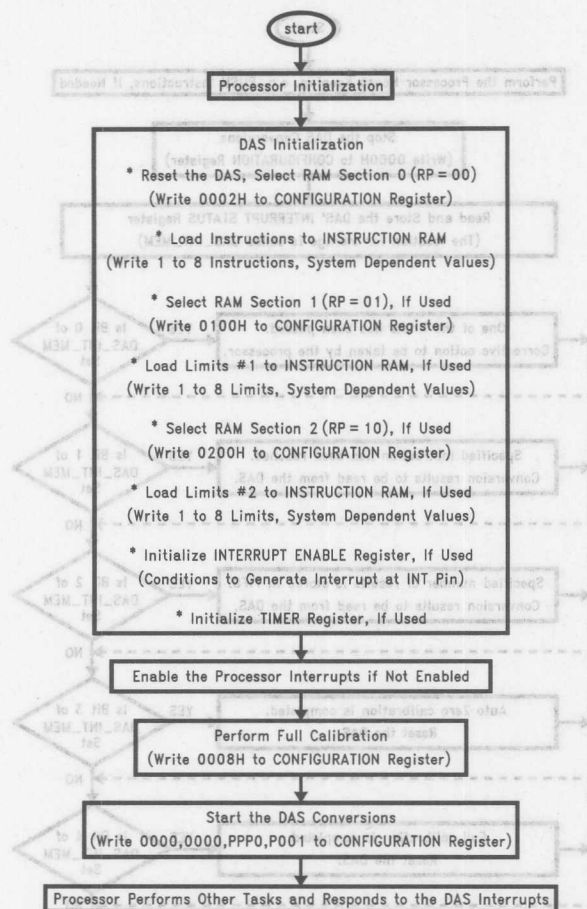 start
Processor Initialization
DAS Initialization
* Reset the DAS, Select RAM Section 0 (RP = 00)
(Write 0002H to CONFIGURATION Register)
* Load Instructions to INSTRUCTION RAM
(Write 1 to 8 Instructions, System Dependent Values)
* Select RAM Section 1 (RP = 01), If Used
(Write 0100H to CONFIGURATION Register)
* Load Limits #1 to INSTRUCTION RAM, If Used
(Write 1 to 8 Limits, System Dependent Values)
* Select RAM Section 2 (RP = 10), If Used
(Write 0200H to CONFIGURATION Register)
* Load Limits #2 to INSTRUCTION RAM, If Used
(Write 1 to 8 Limits, System Dependent Values)
* Initialize INTERRUPT ENABLE Register, If Used
(Conditions to Generate Interrupt at INT Pin)
* Initialize TIMER Register, If Used
Enable the Processor Interrupts if Not Enabled
Perform Full Calibration
(Write 0008H to CONFIGURATION Register)
Start the DAS Conversions
(Write 0000,0000,PPP0,P001 to CONFIGURATION Register)
Processor Performs Other Tasks and Responds to the DAS Interrupts